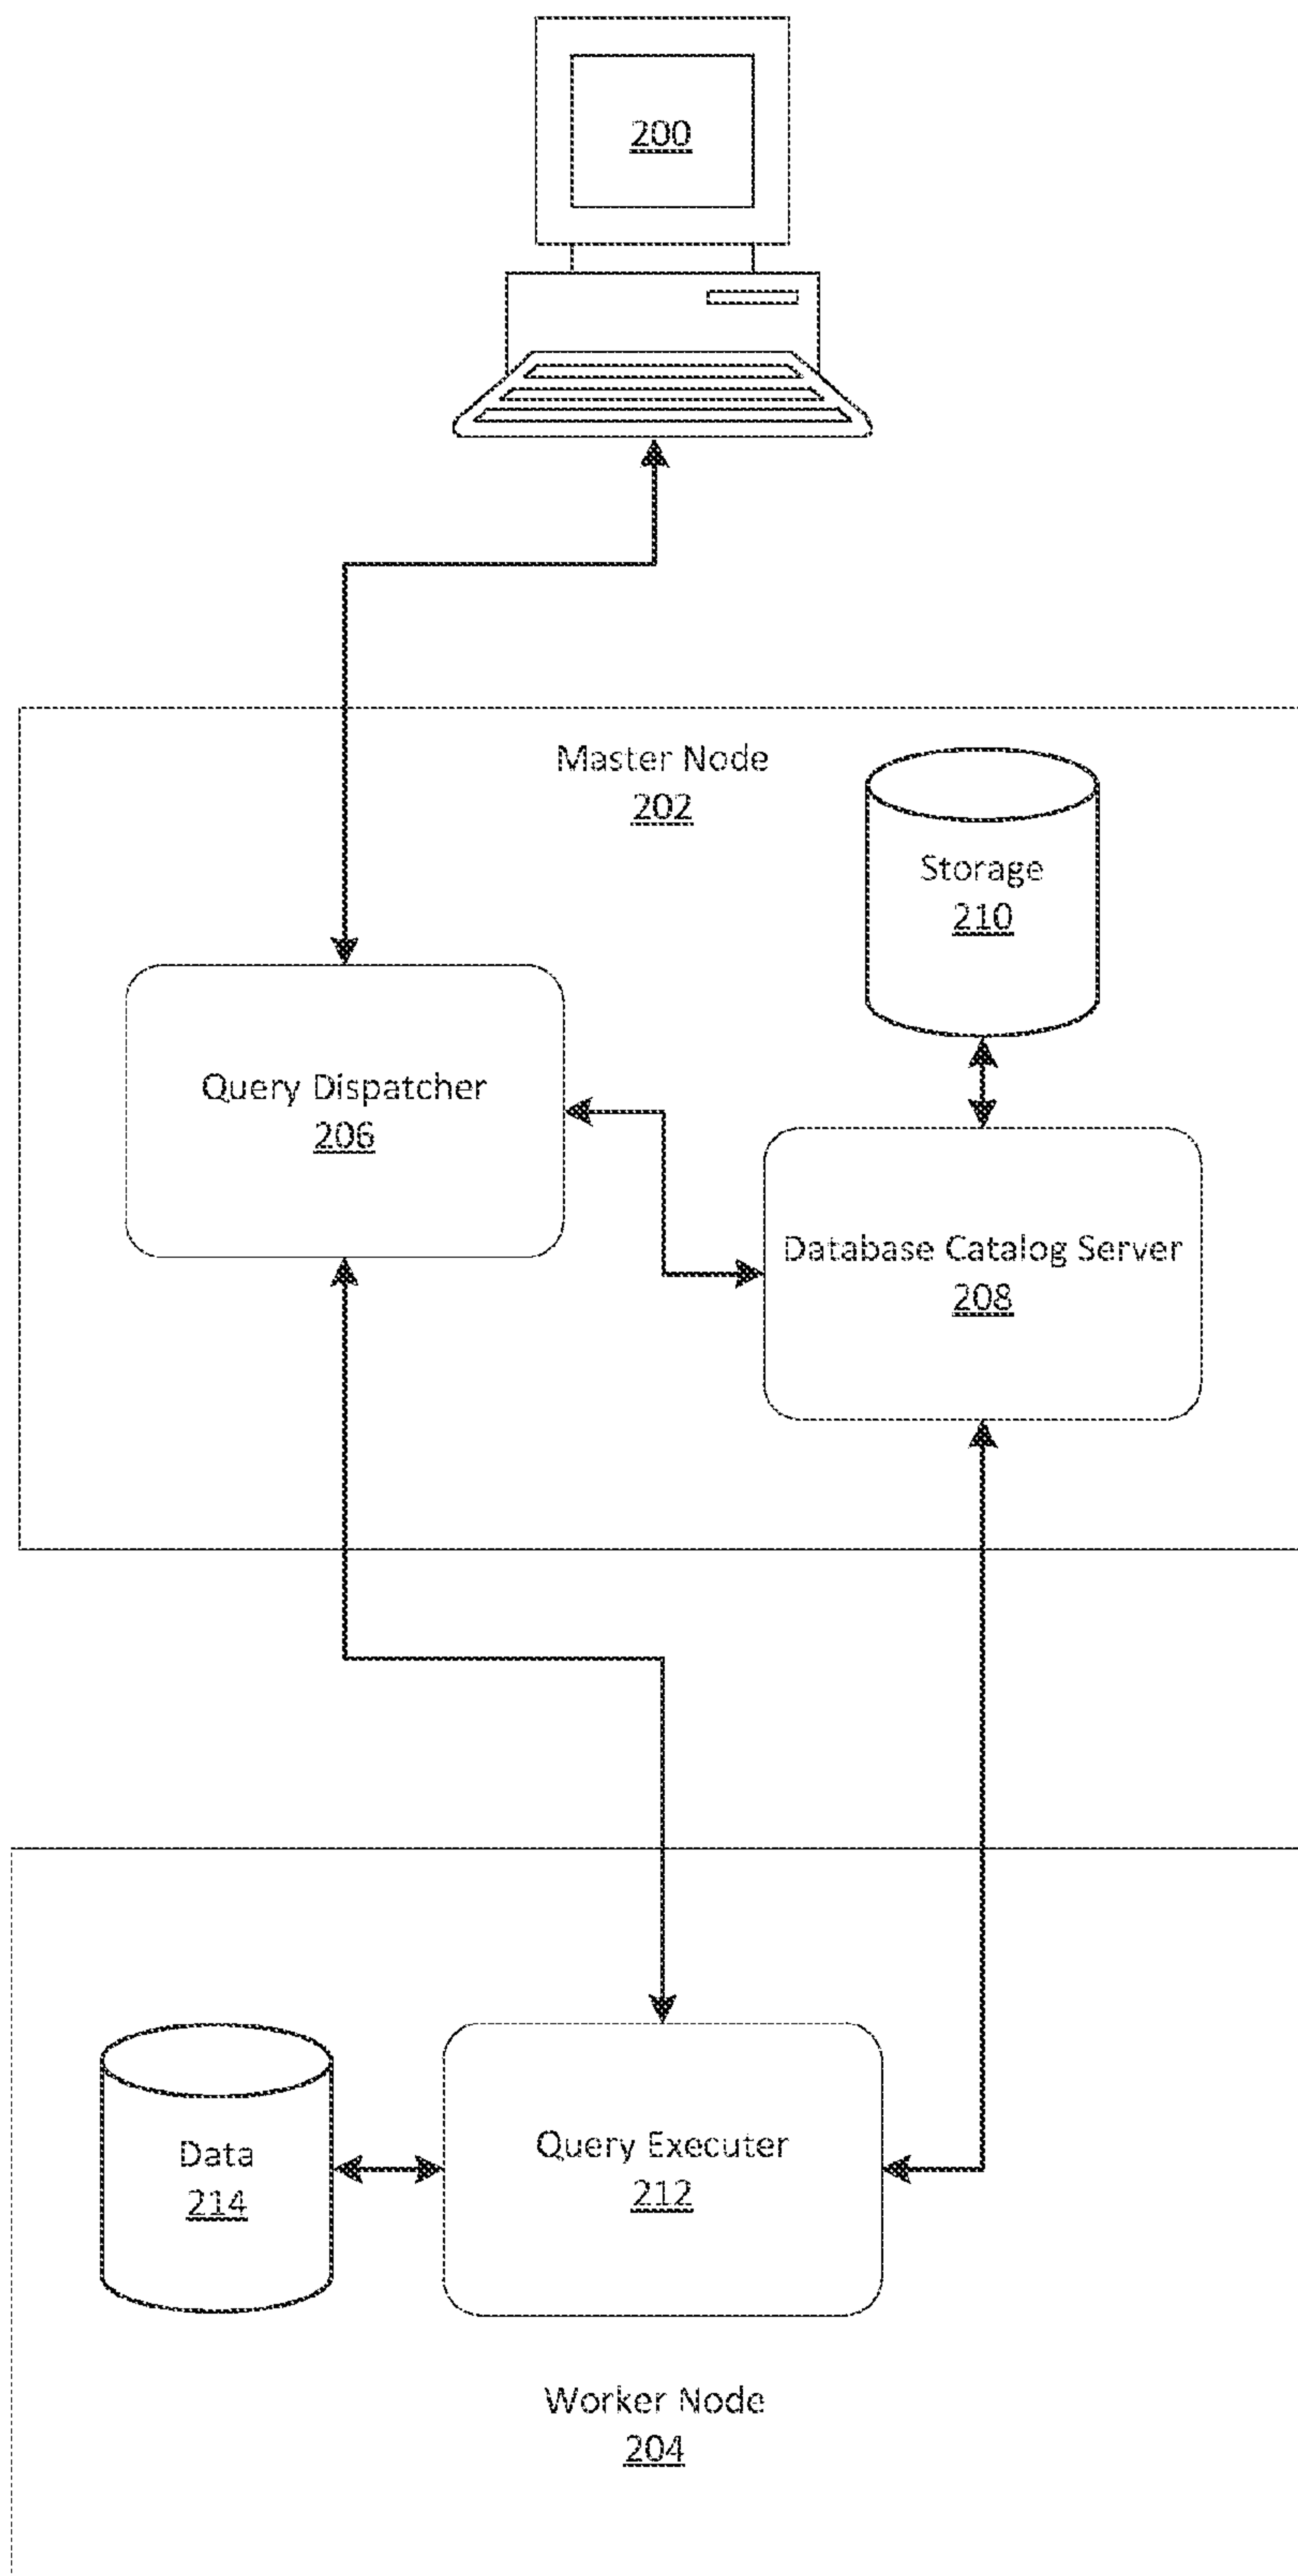 200
Master Node
202
Storage
210
Query Dispatcher
206
Database Catalog Server
208
Data
214
Query Executer
212
Worker Node
204